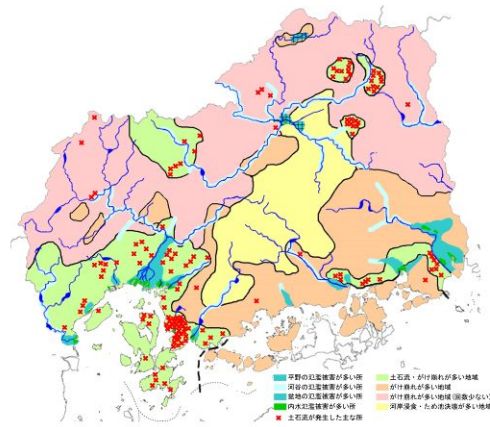 平野の氾濫被害が多い所
河谷の氾濫被害が多い所
盆地の氾濫被害が多い所
内水氾濫被害が多い所
土石流が発生した主な所
土石流・がけ崩れが多い地域
がけ崩れが多い地域
がけ崩れが多い地域(回数少ない)
河岸浸食・ため池決壊が多い地域